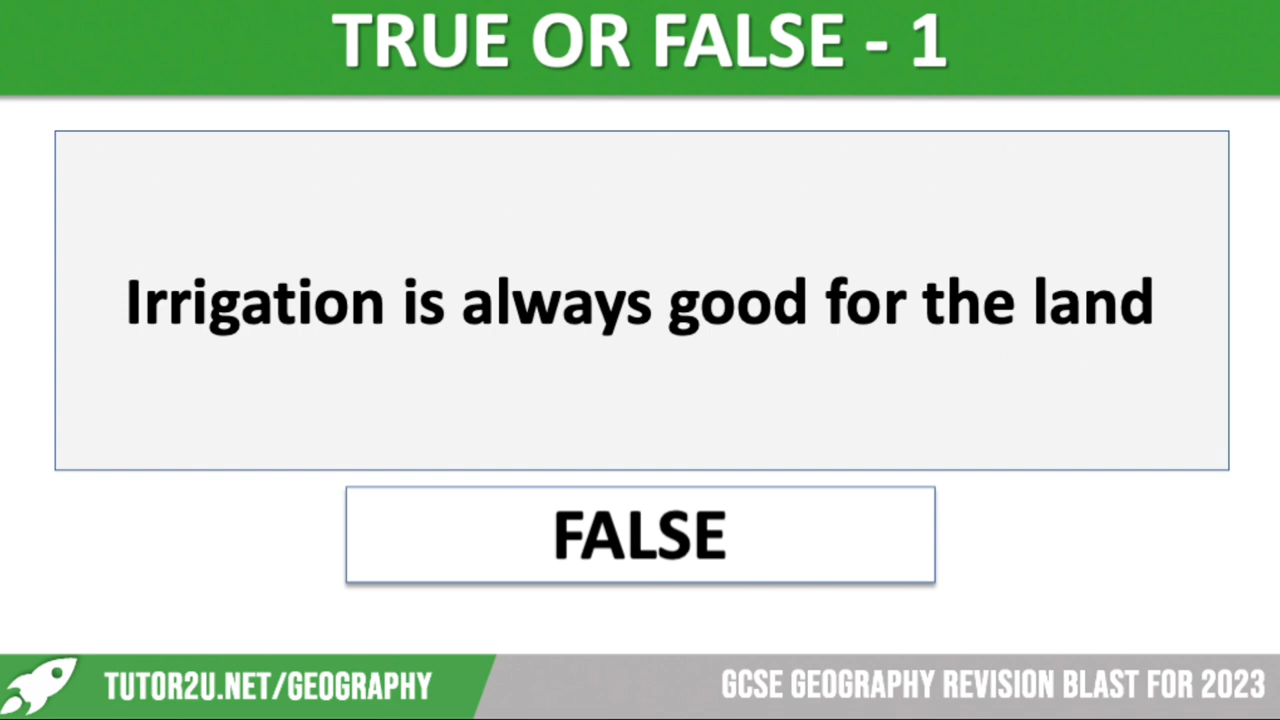 TRUE OR FALSE - 1
Irrigation is always good for the land
FALSE
TUTOR2U.NET/GEOGRAPHY
GCSE GEOGRAPHY REVISION BLAST FOR 2023